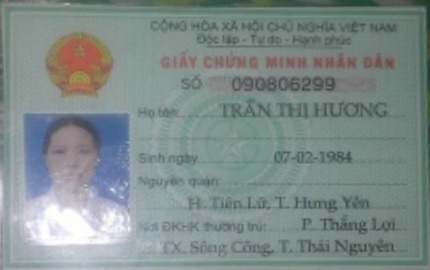 CỘNG HÒA XÃ HỘI CHỦ NGHĨA VIỆT NAM
Độc lập - Tự do - Hạnh phúc
GIẤY CHỨNG MINH NHÂN DÂN
SỐ 090806299
Họ tên: TRẦN THỊ HƯƠNG
Sinh ngày 07-02-1984
Nguyên quán:
H. Tiên Lữ, T. Hưng Yên
Nơi ĐKHK thường trú: P. Thắng Lợi
TX. Sông Công, T. Thái Nguyên